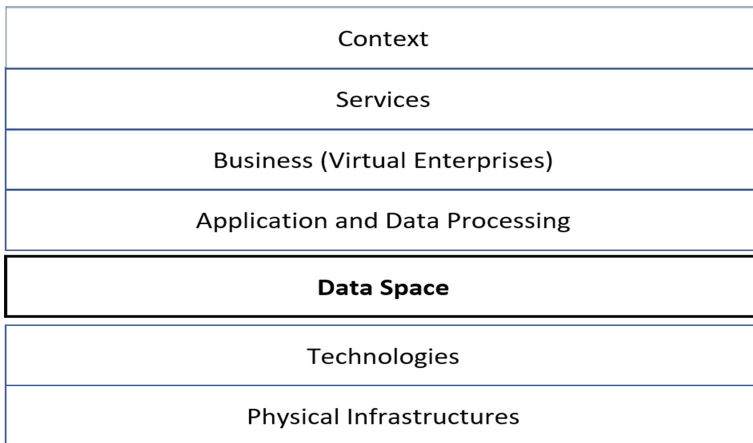 Context
Services
Business (Virtual Enterprises)
Application and Data Processing
Data Space
Technologies
Physical Infrastructures